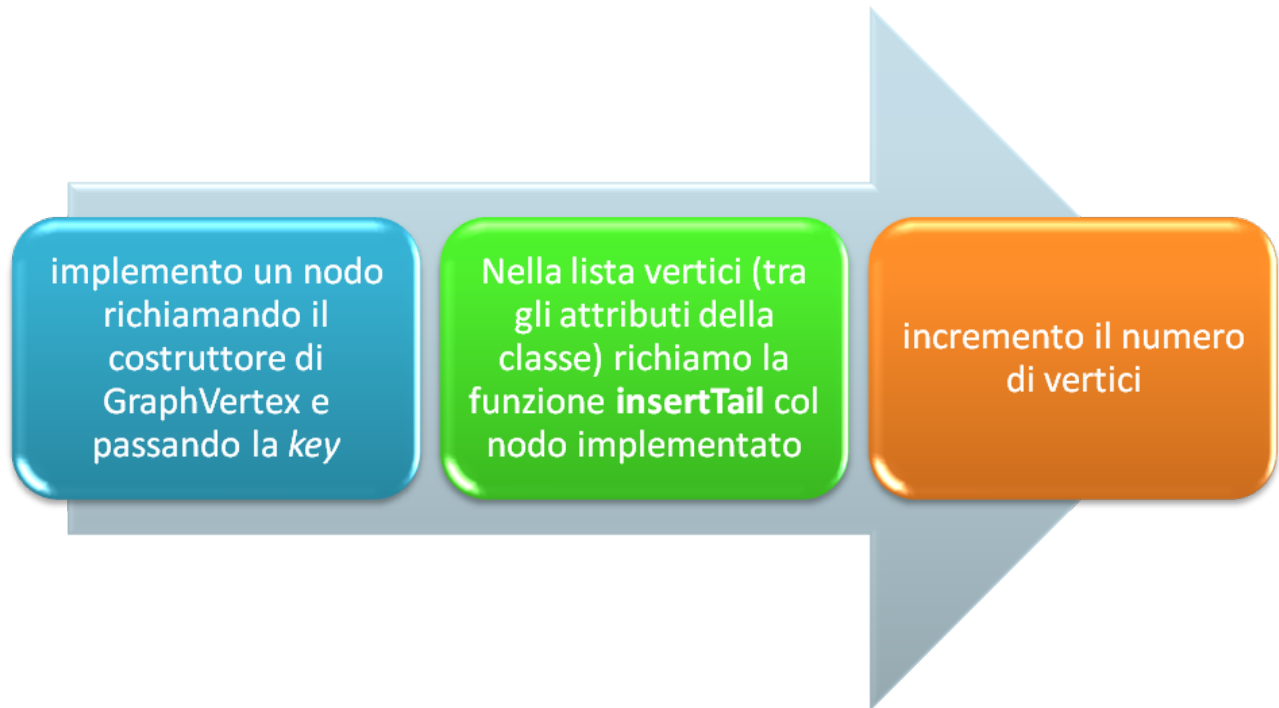 implemento un nodo
richiamando il
costruttore di
GraphVertex e
passando la key
Nella lista vertici (tra
gli attributi della
classe) richiamo la
funzione insertTail col
nodo implementato
incremento il numero
di vertici